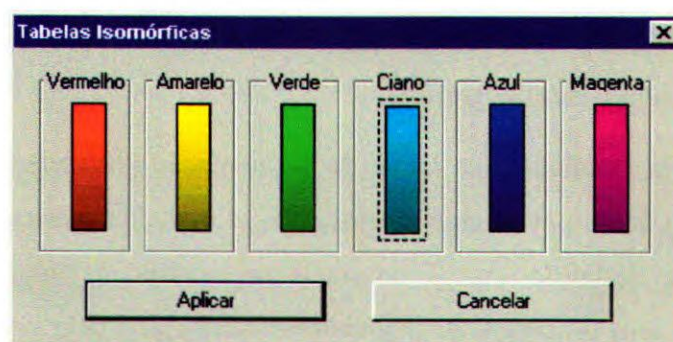 Tabelas Isomórficas
Vermelho Amarelo Verde Ciano Azul Magenta
Aplicar Cancelar